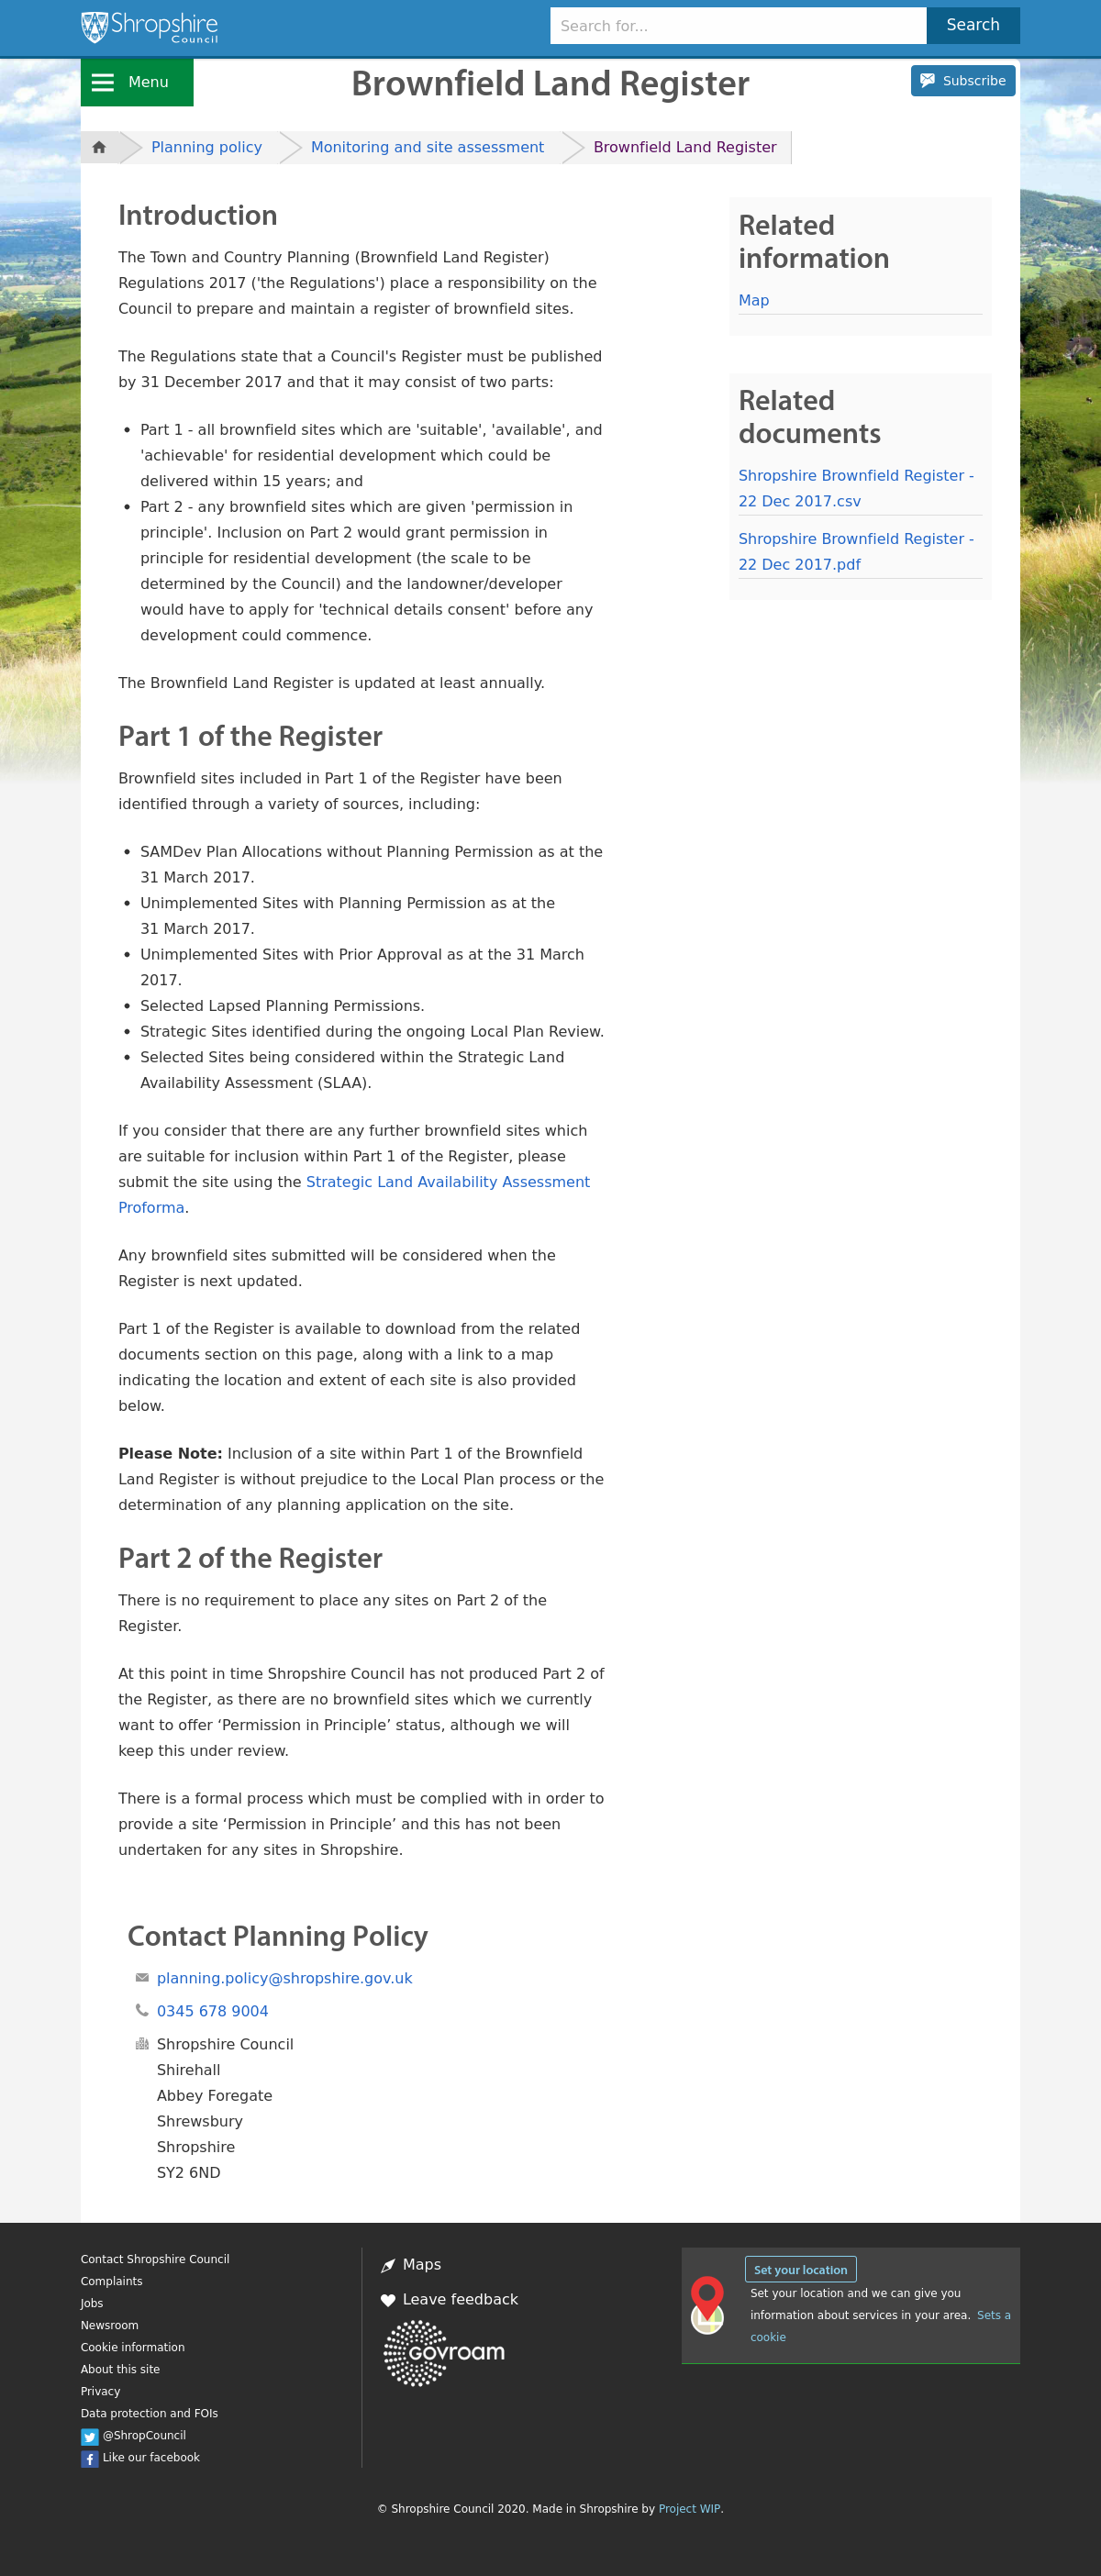 Shropshire
Council
Search for...
Search
Menu
Brownfield Land Register
Subscribe
Planning policy
Monitoring and site assessment
Brownfield Land Register
Introduction
The Town and Country Planning (Brownfield Land Register)
Regulations 2017 ('the Regulations') place a responsibility on the
Council to prepare and maintain a register of brownfield sites.
The Regulations state that a Council's Register must be published
by 31 December 2017 and that it may consist of two parts:
• Part 1 - all brownfield sites which are 'suitable', 'available', and
'achievable' for residential development which could be
delivered within 15 years; and
• Part 2 - any brownfield sites which are given 'permission in
principle'. Inclusion on Part 2 would grant permission in
principle for residential development (the scale to be
determined by the Council) and the landowner/developer
would have to apply for 'technical details consent' before any
development could commence.
The Brownfield Land Register is updated at least annually.
Part 1 of the Register
Brownfield sites included in Part 1 of the Register have been
identified through a variety of sources, including:
• SAMDev Plan Allocations without Planning Permission as at the
31 March 2017.
• Unimplemented Sites with Planning Permission as at the
31 March 2017.
• Unimplemented Sites with Prior Approval as at the 31 March
2017.
• Selected Lapsed Planning Permissions.
• Strategic Sites identified during the ongoing Local Plan Review.
• Selected Sites being considered within the Strategic Land
Availability Assessment (SLAA).
If you consider that there are any further brownfield sites which
are suitable for inclusion within Part 1 of the Register, please
submit the site using the Strategic Land Availability Assessment
Proforma.
Any brownfield sites submitted will be considered when the
Register is next updated.
Part 1 of the Register is available to download from the related
documents section on this page, along with a link to a map
indicating the location and extent of each site is also provided
below.
Please Note: Inclusion of a site within Part 1 of the Brownfield
Land Register is without prejudice to the Local Plan process or the
determination of any planning application on the site.
Part 2 of the Register
There is no requirement to place any sites on Part 2 of the
Register.
At this point in time Shropshire Council has not produced Part 2 of
the Register, as there are no brownfield sites which we currently
want to offer ‘Permission in Principle’ status, although we will
keep this under review.
There is a formal process which must be complied with in order to
provide a site ‘Permission in Principle’ and this has not been
undertaken for any sites in Shropshire.
Related
information
Map
Related
documents
Shropshire Brownfield Register -
22 Dec 2017.csv
Shropshire Brownfield Register -
22 Dec 2017.pdf
Contact Planning Policy
planning.policy@shropshire.gov.uk
0345 678 9004
Shropshire Council
Shirehall
Abbey Foregate
Shrewsbury
Shropshire
SY2 6ND
Contact Shropshire Council
Complaints
Jobs
Newsroom
Cookie information
About this site
Privacy
Data protection and FOIs
@ShropCouncil
Like our facebook
Maps
Leave feedback
govroam
Set your location
Set your location and we can give you
information about services in your area. Sets a
cookie
© Shropshire Council 2020. Made in Shropshire by Project WIP.